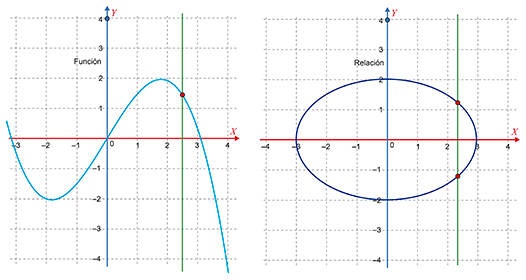 Y
4
3
Función
2
1
X
–3 –2 –1 0 1 2 3 4
–1
–2
–3
–4
Y
4
3
Relación
2
1
X
–4 –3 –2 –1 0 1 2 3 4
–1
–2
–3
–4